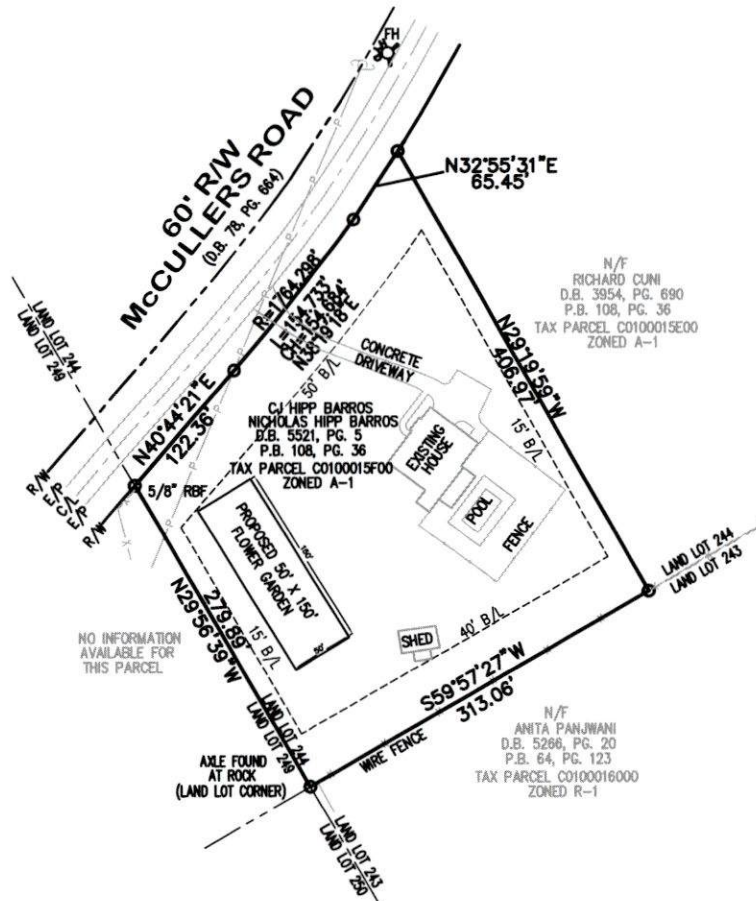 FH
60' R/W
McCULLERS ROAD
(D.B. 78, PG. 664)
N32°55'31"E
65.45'
N/F
RICHARD CUNI
D.B. 3954, PG. 690
P.B. 108, PG. 36
TAX PARCEL C0100015E00
ZONED A-1
LAND LOT 244
LAND LOT 249
R=1764.298'
L=154.733'
CH=154.684'
N38°19'18"E
N29°19'59"W
406.97'
15' B/L
50' B/L
CONCRETE
DRIVEWAY
N40°44'21"E
122.36'
CJ HIPP BARROS
NICHOLAS HIPP BARROS
D.B. 5521, PG. 5
P.B. 108, PG. 36
TAX PARCEL C0100015F00
ZONED A-1
EXISTING
HOUSE
POOL
FENCE
R/W
E/P
C/L
E/P
R/W
5/8" RBF
X
P
P
P
P
P
PROPOSED 50' X 150'
FLOWER GARDEN
150'
50'
LAND LOT 244
LAND LOT 243
N29°56'39"W
279.89'
15' B/L
SHED
40' B/L
NO INFORMATION
AVAILABLE FOR
THIS PARCEL
S59°57'27"W
313.06'
WIRE FENCE
N/F
ANITA PANJWANI
D.B. 5266, PG. 20
P.B. 64, PG. 123
TAX PARCEL C0100016000
ZONED R-1
LAND LOT 244
LAND LOT 249
AXLE FOUND
AT ROCK
(LAND LOT CORNER)
LAND LOT 243
LAND LOT 250